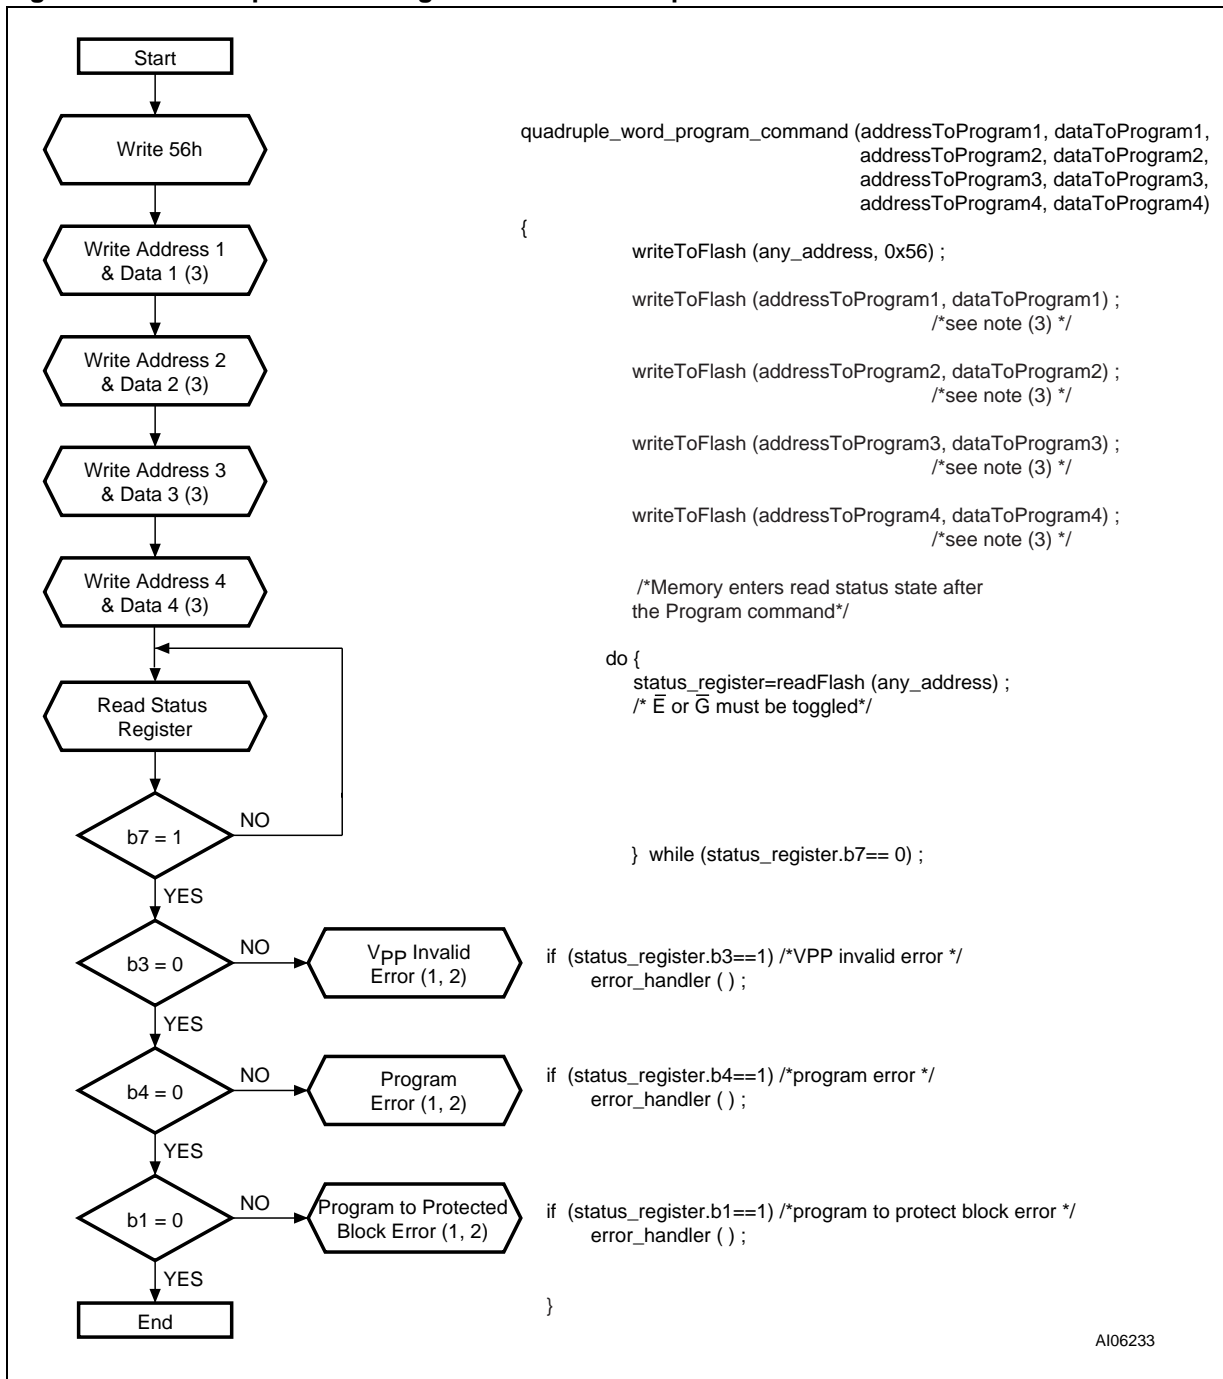 Start
Write 56h
Write Address 1
& Data 1 (3)
Write Address 2
& Data 2 (3)
Write Address 3
& Data 3 (3)
Write Address 4
& Data 4 (3)
Read Status
Register
b7 = 1
NO
YES
b3 = 0
NO
VPP Invalid
Error (1, 2)
YES
b4 = 0
NO
Program
Error (1, 2)
YES
b1 = 0
NO
Program to Protected
Block Error (1, 2)
YES
End
quadruple_word_program_command (addressToProgram1, dataToProgram1,
addressToProgram2, dataToProgram2,
addressToProgram3, dataToProgram3,
addressToProgram4, dataToProgram4)
{
writeToFlash (any_address, 0x56) ;
writeToFlash (addressToProgram1, dataToProgram1) ;
/*see note (3) */
writeToFlash (addressToProgram2, dataToProgram2) ;
/*see note (3) */
writeToFlash (addressToProgram3, dataToProgram3) ;
/*see note (3) */
writeToFlash (addressToProgram4, dataToProgram4) ;
/*see note (3) */
/*Memory enters read status state after
the Program command*/
do {
status_register=readFlash (any_address) ;
/* E̅ or G̅ must be toggled*/
} while (status_register.b7== 0) ;
if (status_register.b3==1) /*VPP invalid error */
error_handler ( ) ;
if (status_register.b4==1) /*program error */
error_handler ( ) ;
if (status_register.b1==1) /*program to protect block error */
error_handler ( ) ;
}
AI06233